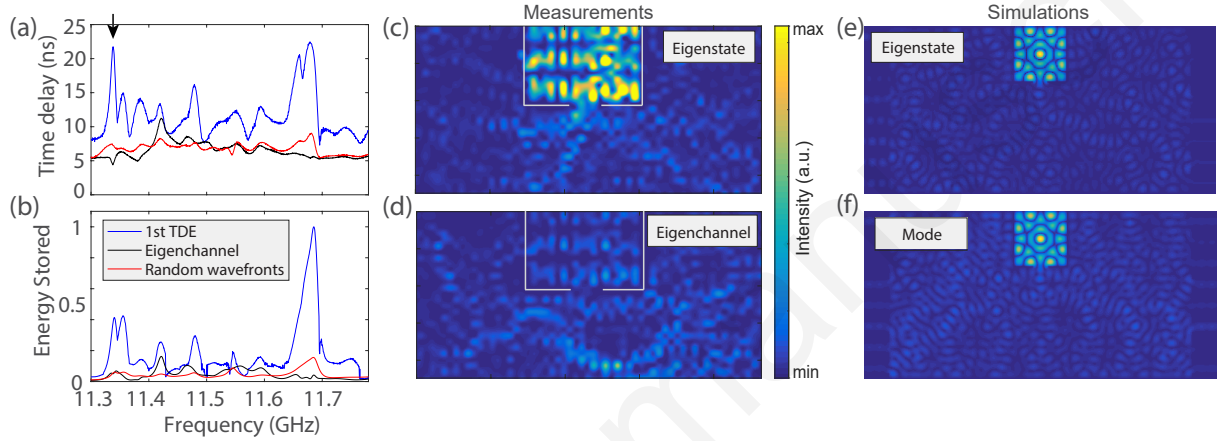 Measurements
Simulations
(a)
25
20
15
10
5
0
Time delay (ns)
(b)
1
0.5
0
Energy Stored
1st TDE
Eigenchannel
Random wavefronts
11.3
11.4
11.5
11.6
11.7
Frequency (GHz)
(c)
Eigenstate
(d)
Eigenchannel
max
Intensity (a.u.)
min
(e)
Eigenstate
(f)
Mode